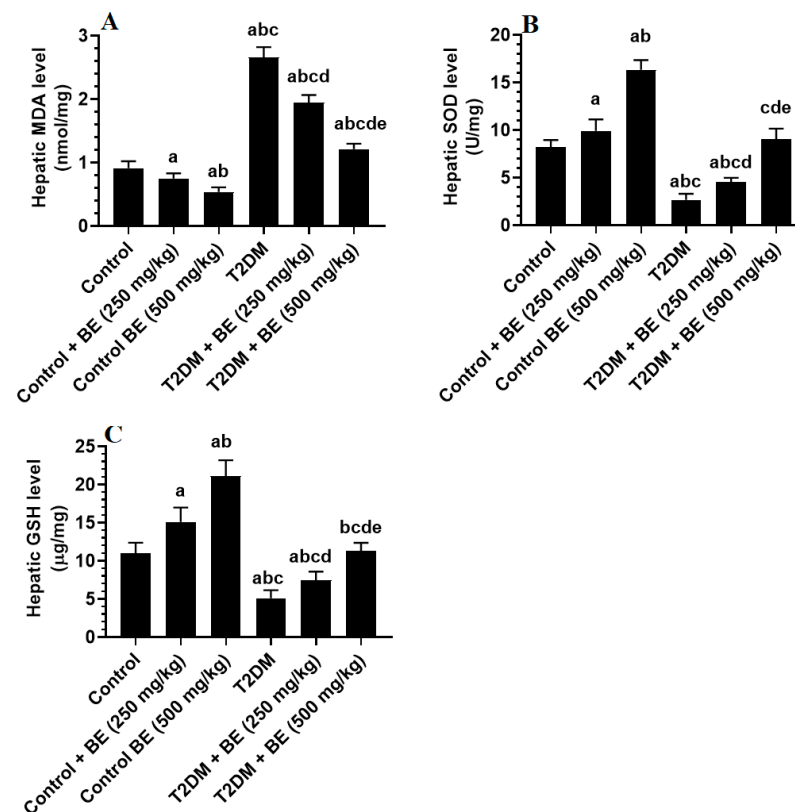 A
Hepatic MDA level
(nmol/mg)
3
2
1
0
a
ab
abc
abcd
abcde
Control
Control + BE (250 mg/kg)
Control BE (500 mg/kg)
T2DM
T2DM + BE (250 mg/kg)
T2DM + BE (500 mg/kg)
B
Hepatic SOD level
(U/mg)
20
15
10
5
0
a
ab
abc
abcd
cde
Control
Control + BE (250 mg/kg)
Control BE (500 mg/kg)
T2DM
T2DM + BE (250 mg/kg)
T2DM + BE (500 mg/kg)
C
Hepatic GSH level
(μg/mg)
25
20
15
10
5
0
a
ab
abc
abcd
bcde
Control
Control + BE (250 mg/kg)
Control BE (500 mg/kg)
T2DM
T2DM + BE (250 mg/kg)
T2DM + BE (500 mg/kg)